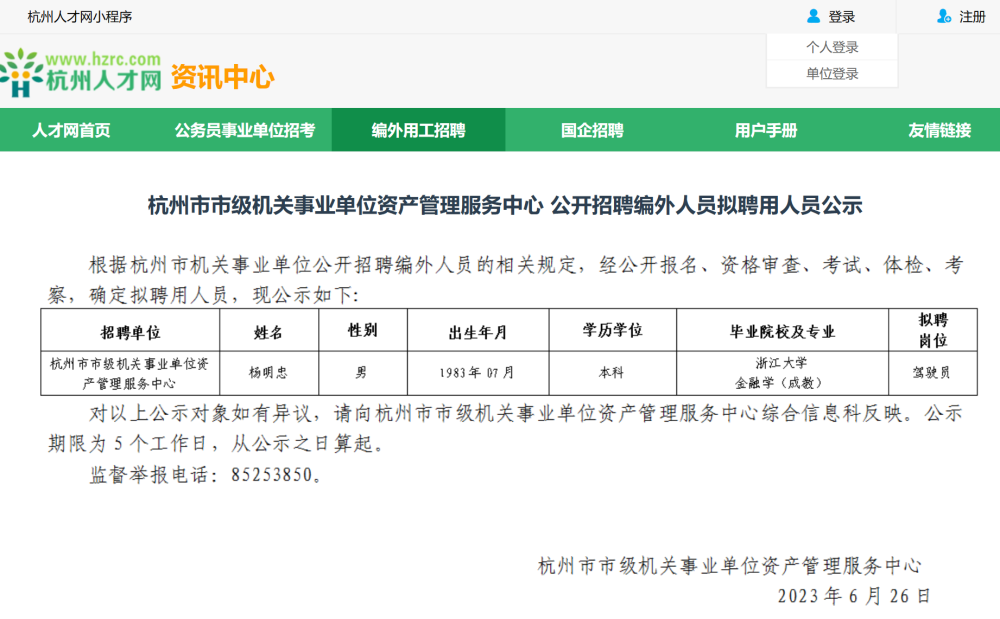 杭州人才网小程序
登录
注册
个人登录
单位登录
www.hzrc.com
杭州人才网
资讯中心
人才网首页 公务员事业单位招考 编外用工招聘 国企招聘 用户手册 友情链接
杭州市市级机关事业单位资产管理服务中心 公开招聘编外人员拟聘用人员公示
根据杭州市机关事业单位公开招聘编外人员的相关规定，经公开报名、资格审查、考试、体检、考
察，确定拟聘用人员，现公示如下：
招聘单位 姓名 性别 出生年月 学历学位 毕业院校及专业 拟聘
岗位
杭州市市级机关事业单位资
产管理服务中心
杨明忠
男
1983 年 07 月
本科
浙江大学
金融学（成教）
驾驶员
对以上公示对象如有异议，请向杭州市市级机关事业单位资产管理服务中心综合信息科反映。公示
期限为 5 个工作日，从公示之日算起。
监督举报电话：85253850。
杭州市市级机关事业单位资产管理服务中心
2023 年 6 月 26 日